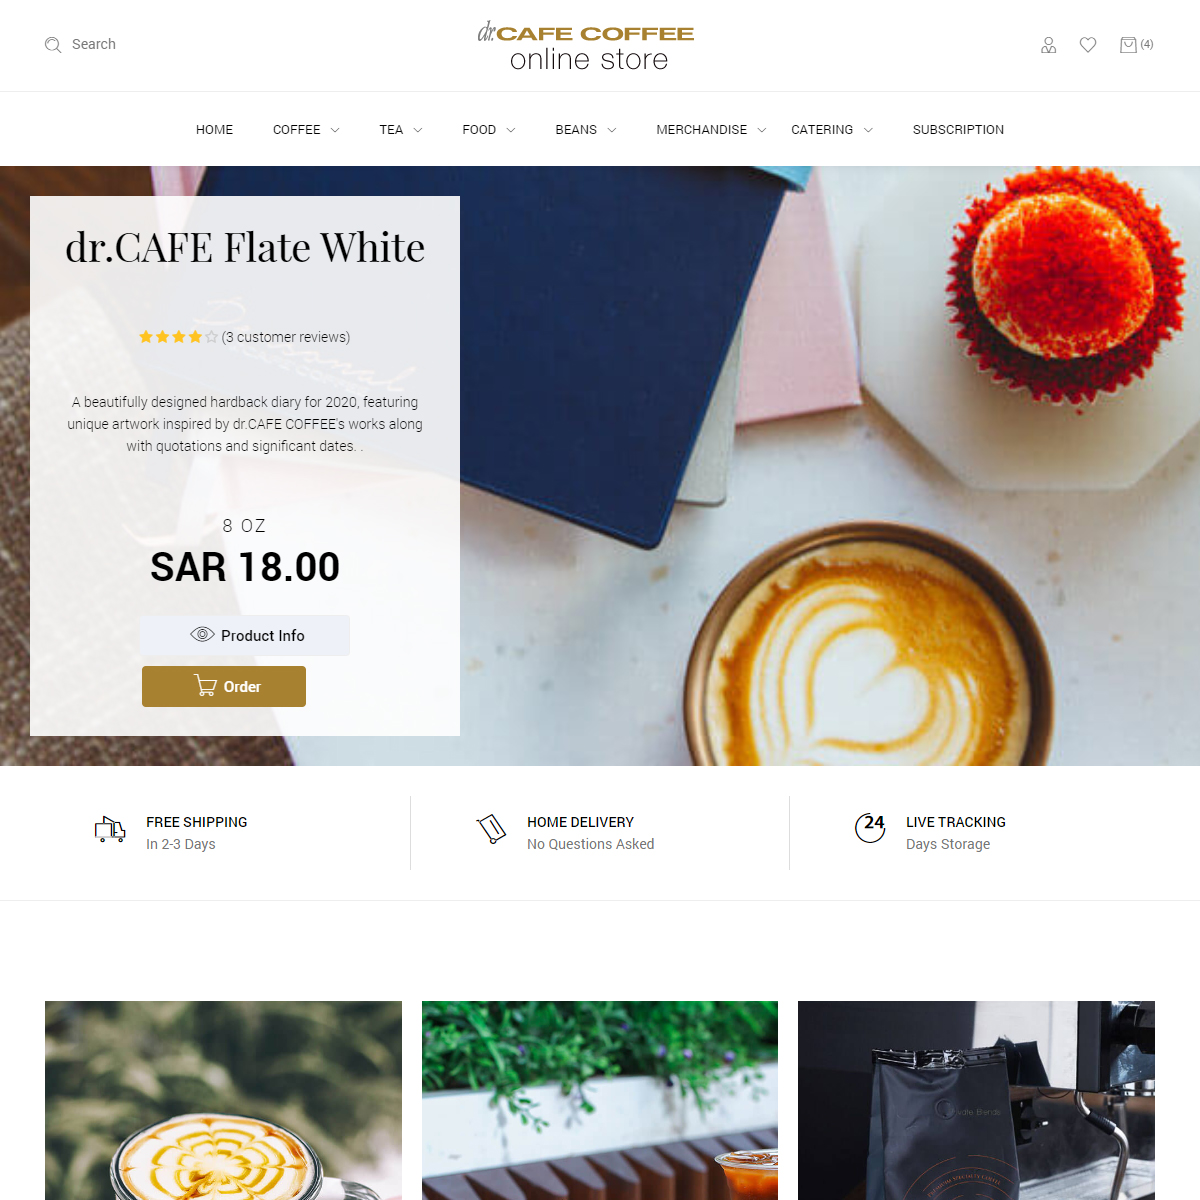 Search
dr.CAFE COFFEE
online store
(4)
HOME
COFFEE
TEA
FOOD
BEANS
MERCHANDISE
CATERING
SUBSCRIPTION
dr.CAFE Flate White
(3 customer reviews)
A beautifully designed hardback diary for 2020, featuring
unique artwork inspired by dr.CAFE COFFEE's works along
with quotations and significant dates. .
8 OZ
SAR 18.00
Product Info
Order
FREE SHIPPING
In 2-3 Days
HOME DELIVERY
No Questions Asked
24
LIVE TRACKING
Days Storage